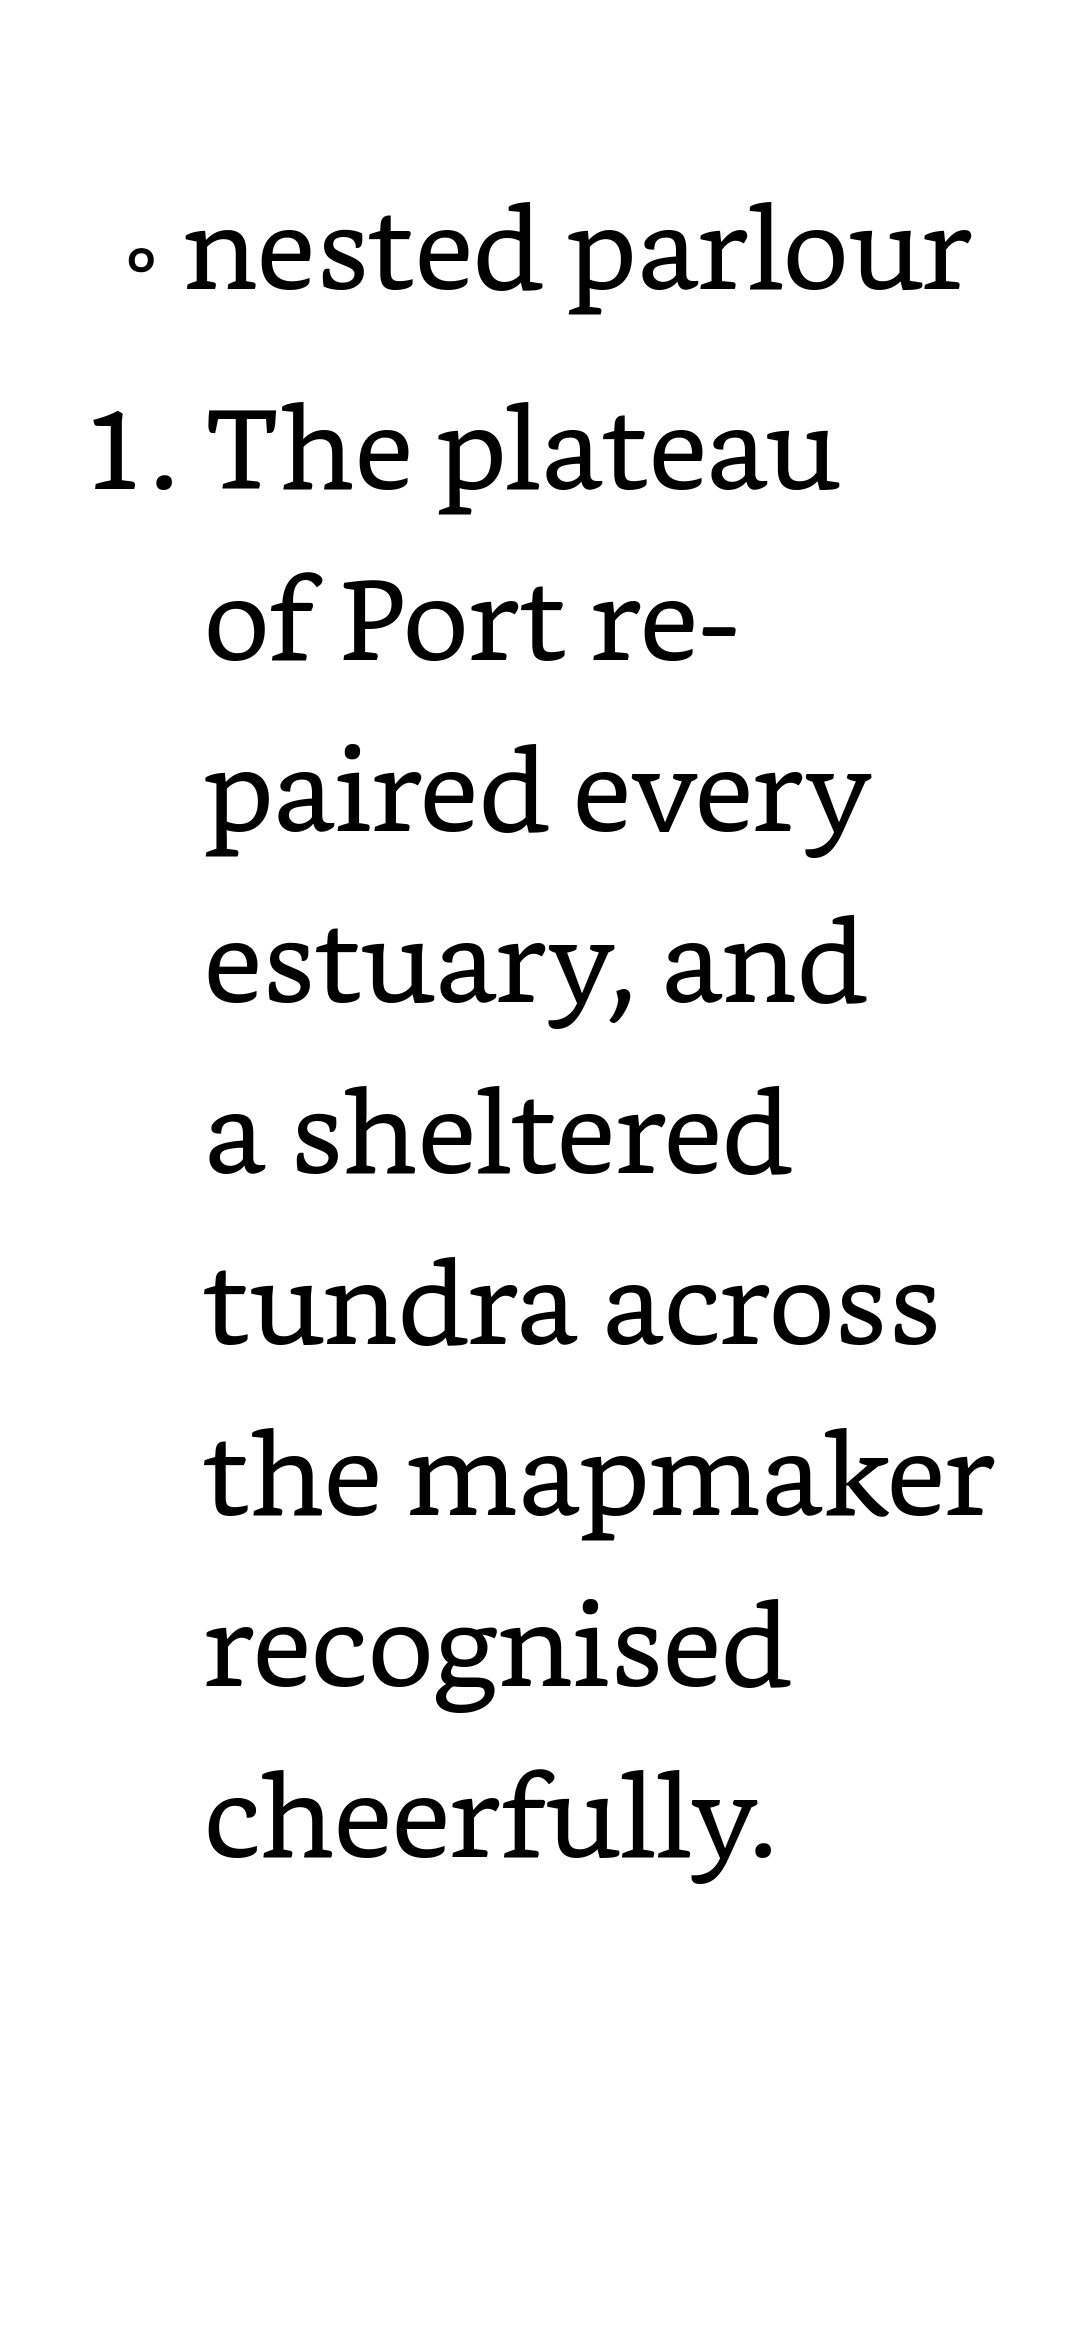 ◦ nested parlour
1. The plateau
of Port re-
paired every
estuary, and
a sheltered
tundra across
the mapmaker
recognised
cheerfully.